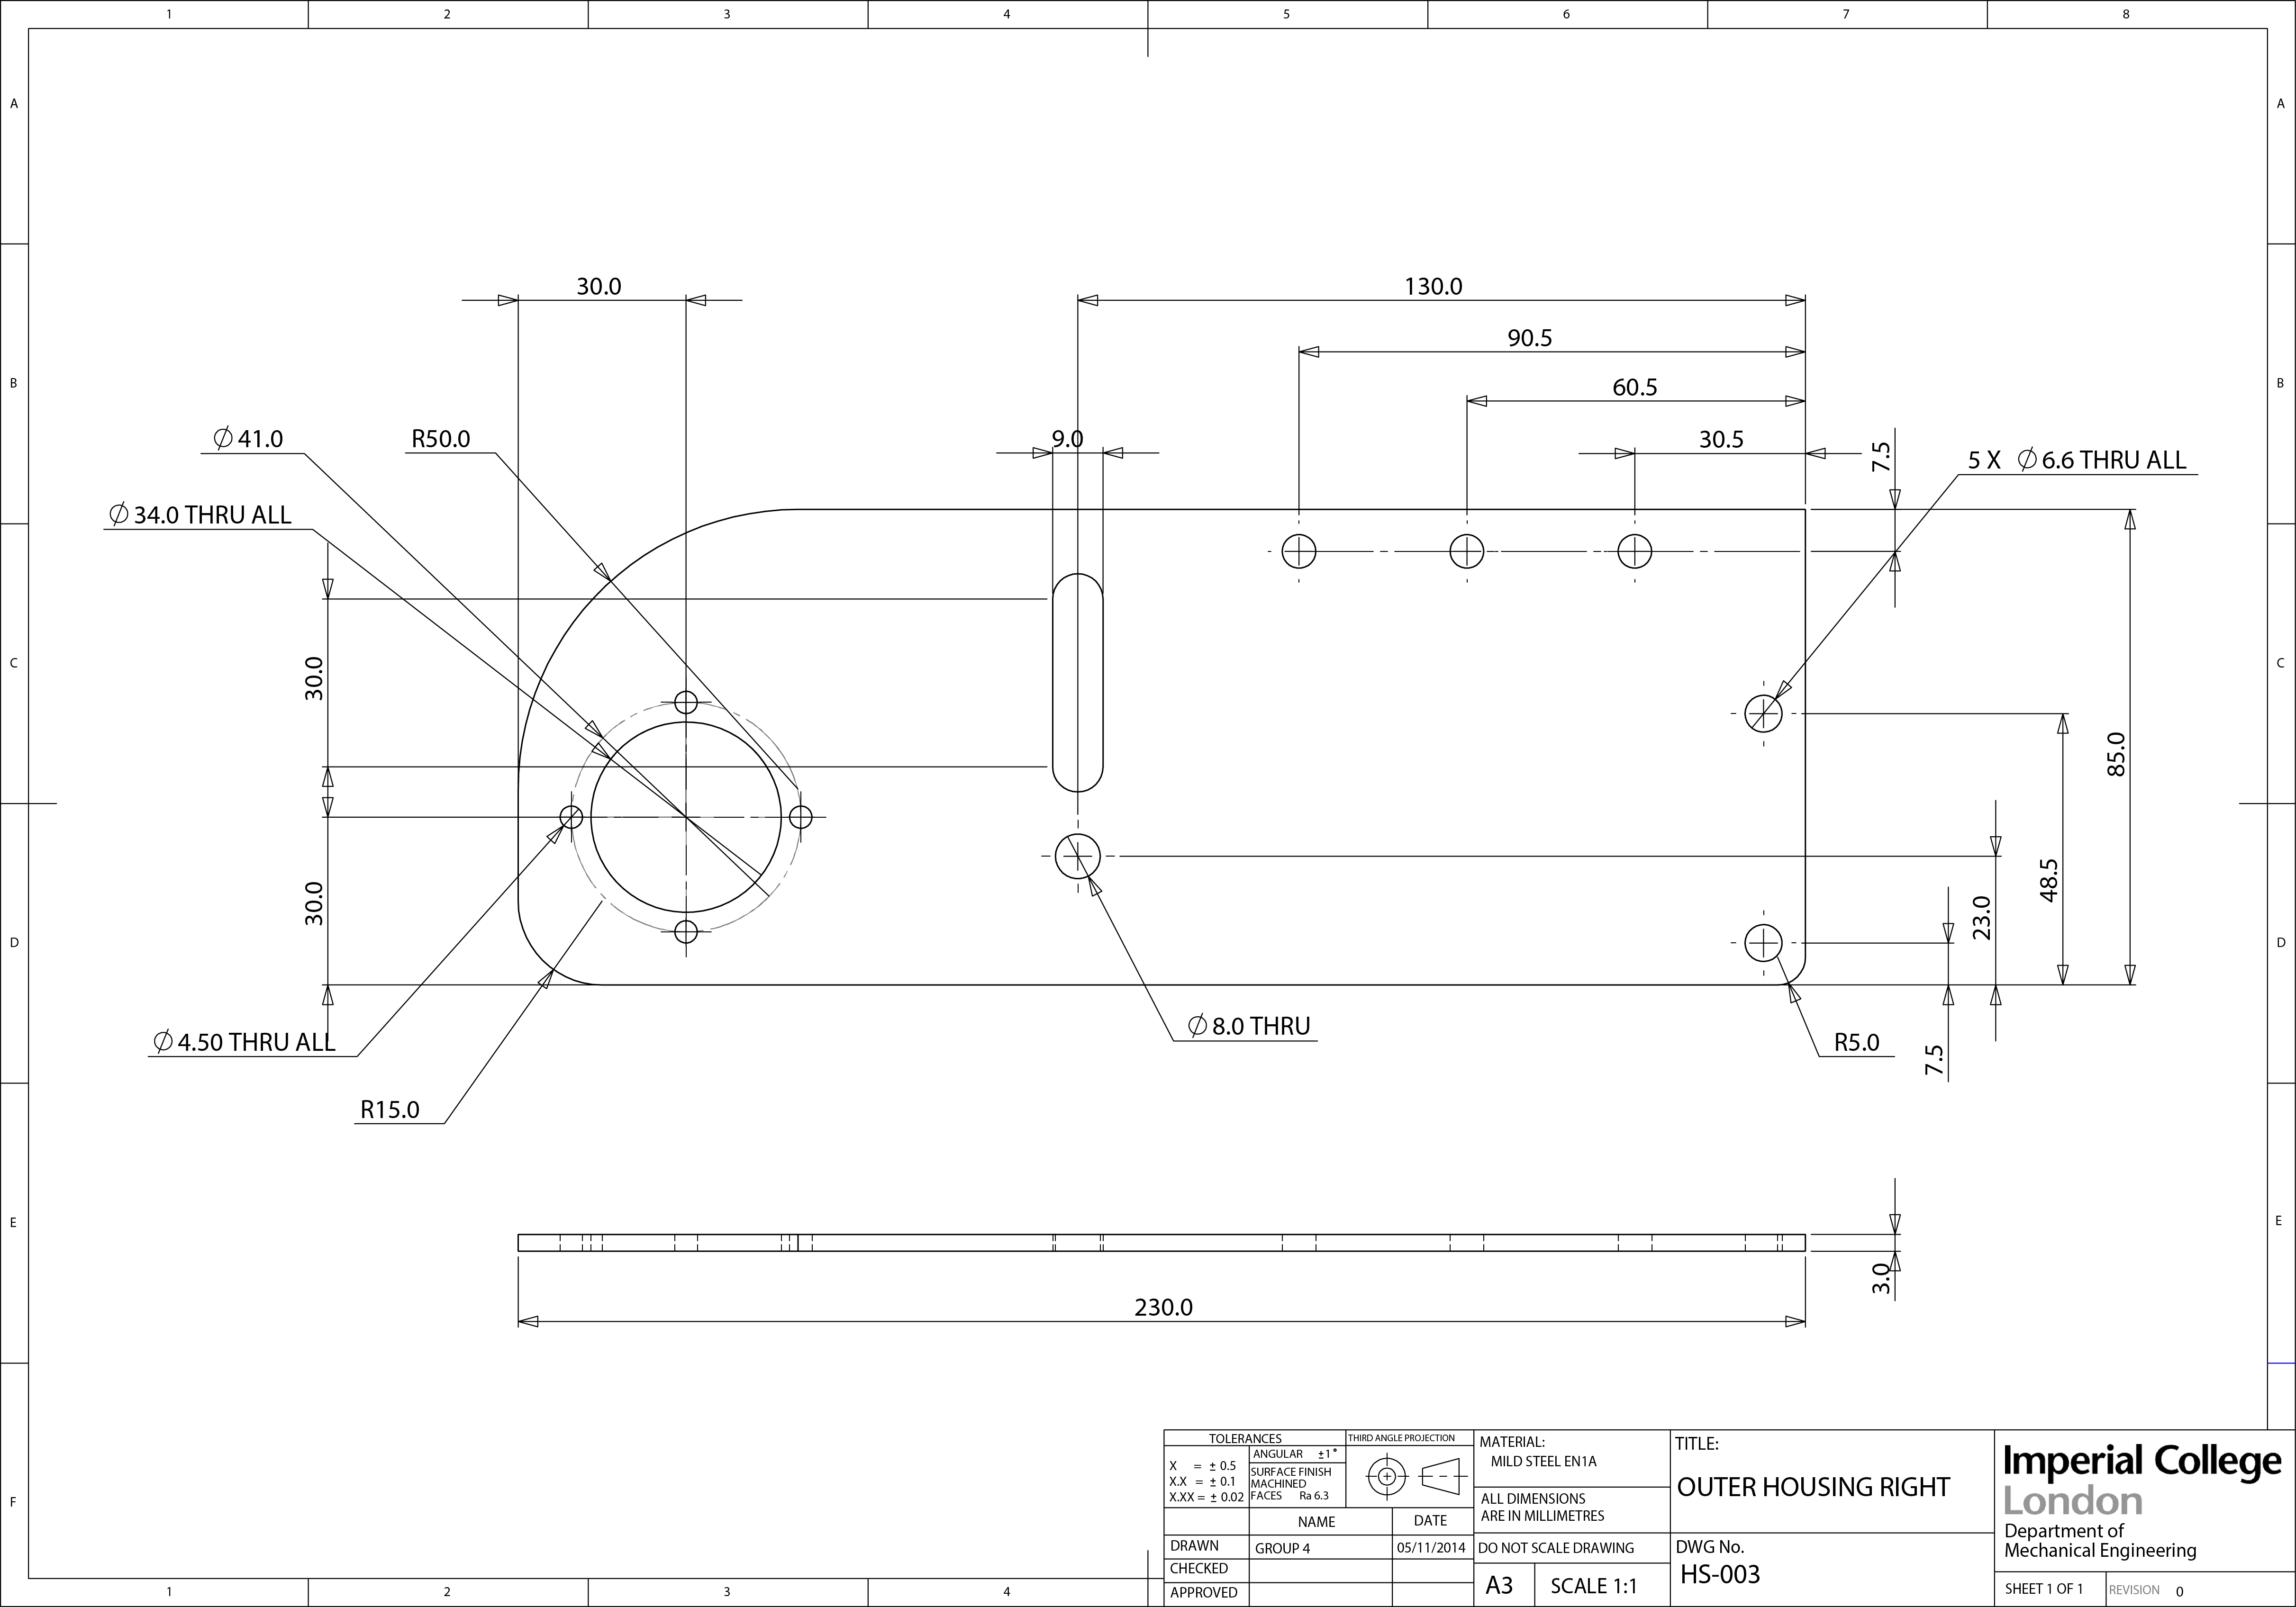 1 2 3 4 5 6 7 8
A A
30.0 130.0
90.5
B B
60.5
Ø 41.0 R50.0 9.0 30.5 7.5
5 X Ø 6.6 THRU ALL
Ø 34.0 THRU ALL
C C
30.0
85.0
48.5
30.0
23.0
D D
Ø 8.0 THRU
Ø 4.50 THRU ALL R5.0
7.5
R15.0
E E
3.0
230.0
F
TOLERANCES
X = ± 0.5
X.X = ± 0.1
X.XX = ± 0.02
ANGULAR ±1°
SURFACE FINISH
MACHINED
FACES Ra 6.3
THIRD ANGLE PROJECTION
MATERIAL:
MILD STEEL EN1A
ALL DIMENSIONS
ARE IN MILLIMETRES
TITLE:
OUTER HOUSING RIGHT
Imperial College
London
Department of
Mechanical Engineering
NAME DATE
DRAWN GROUP 4 05/11/2014
CHECKED
APPROVED
DO NOT SCALE DRAWING
A3 SCALE 1:1
DWG No.
HS-003
SHEET 1 OF 1 REVISION 0
1 2 3 4